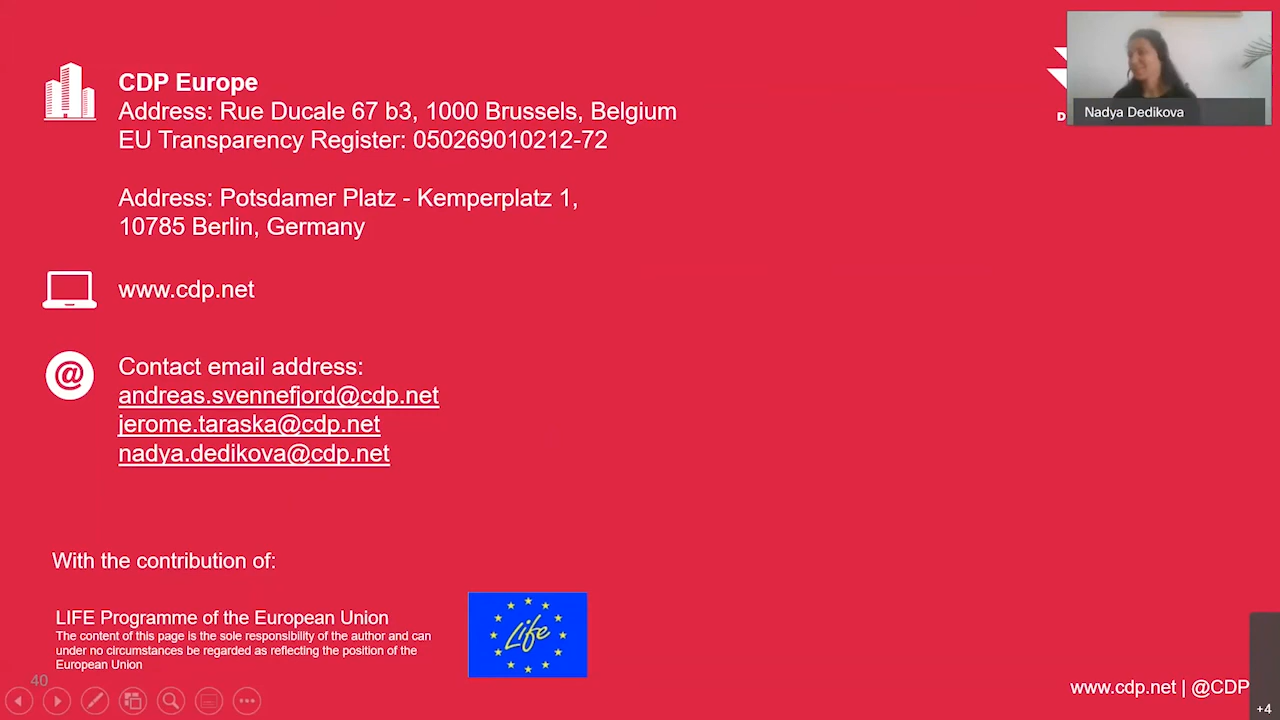 CDP Europe
Address: Rue Ducale 67 b3, 1000 Brussels, Belgium
EU Transparency Register: 050269010212-72
Address: Potsdamer Platz - Kemperplatz 1,
10785 Berlin, Germany
www.cdp.net
@
Contact email address:
andreas.svennefjord@cdp.net
jerome.taraska@cdp.net
nadya.dedikova@cdp.net
With the contribution of:
LIFE Programme of the European Union
The content of this page is the sole responsibility of the author and can
under no circumstances be regarded as reflecting the position of the
European Union
Life
40
www.cdp.net | @CDP
+4
D
Nadya Dedikova